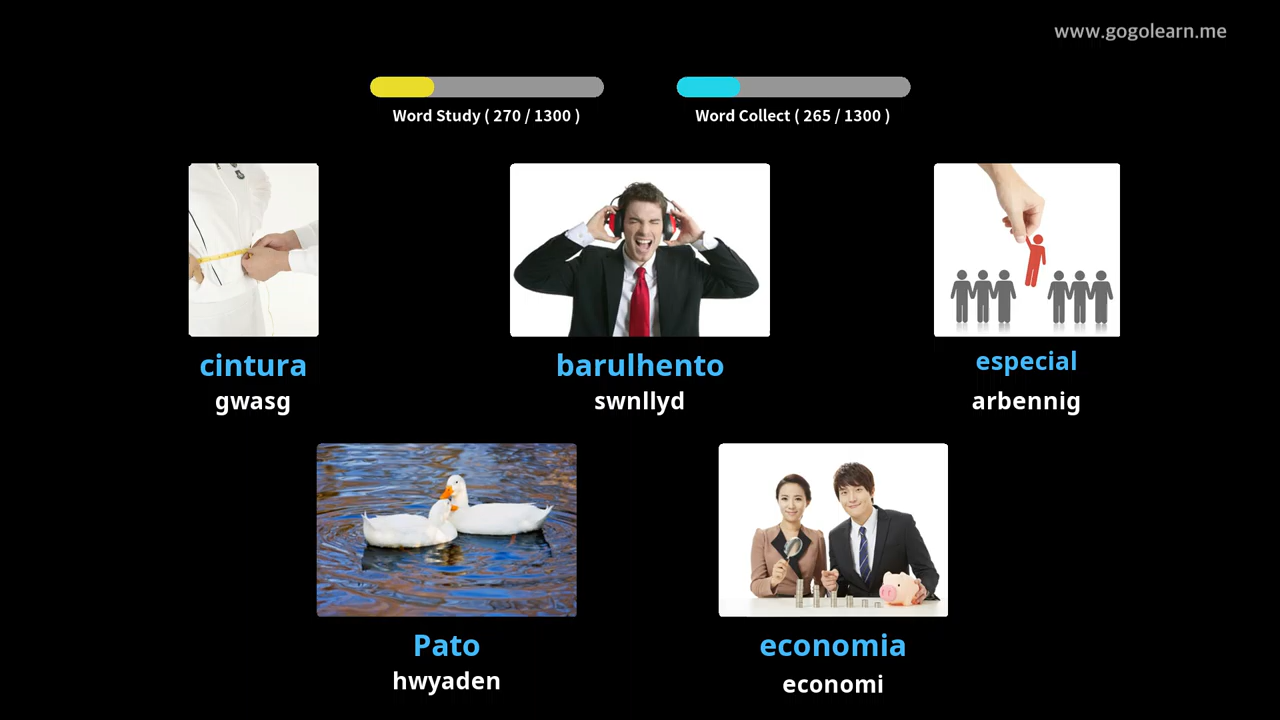 www.gogolearn.me
Word Study ( 270 / 1300 )
Word Collect ( 265 / 1300 )
cintura
gwasg
barulhento
swnllyd
especial
arbennig
Pato
hwyaden
economia
economi